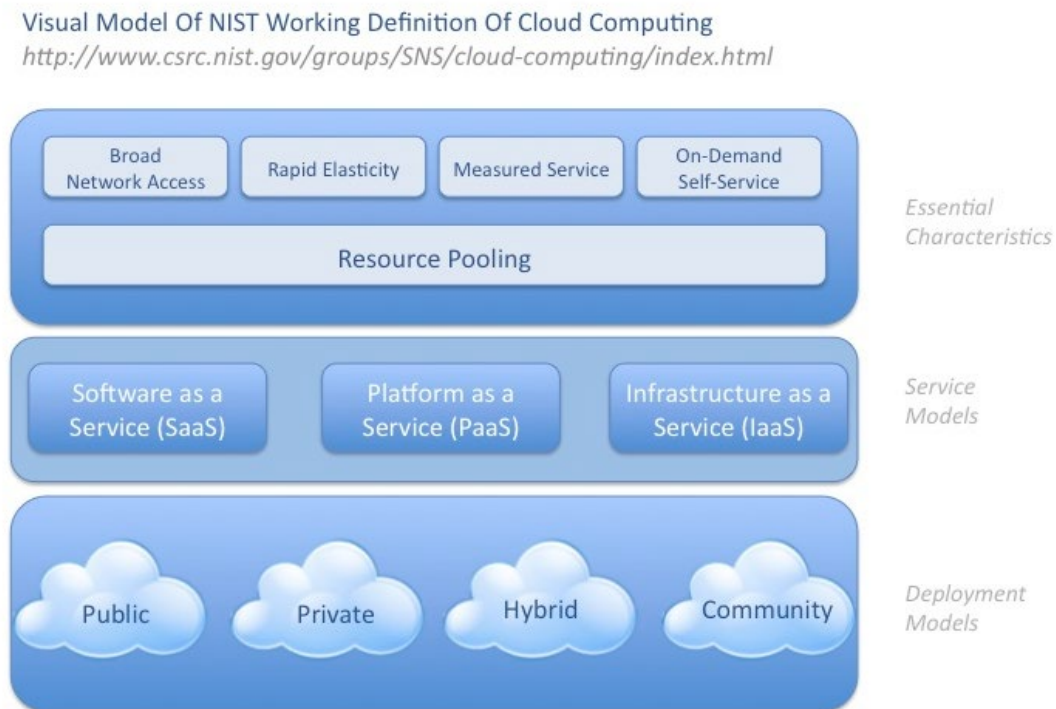 Visual Model Of NIST Working Definition Of Cloud Computing
http://www.csrc.nist.gov/groups/SNS/cloud-computing/index.html
Broad
Network Access
Rapid Elasticity
Measured Service
On-Demand
Self-Service
Resource Pooling
Essential
Characteristics
Software as a
Service (SaaS)
Platform as a
Service (PaaS)
Infrastructure as a
Service (IaaS)
Service
Models
Public
Private
Hybrid
Community
Deployment
Models